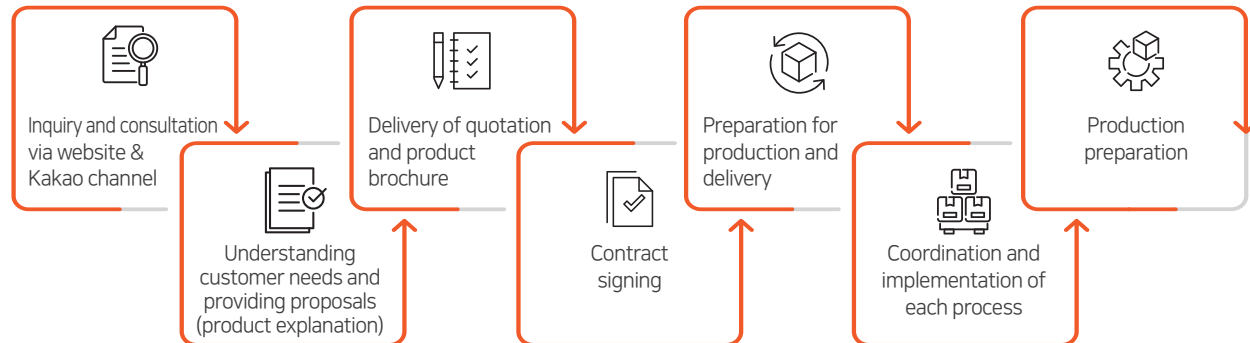 Inquiry and consultation
via website &
Kakao channel
Understanding
customer needs and
providing proposals
(product explanation)
Delivery of quotation
and product
brochure
Contract
signing
Preparation for
production and
delivery
Coordination and
implementation of
each process
Production
preparation